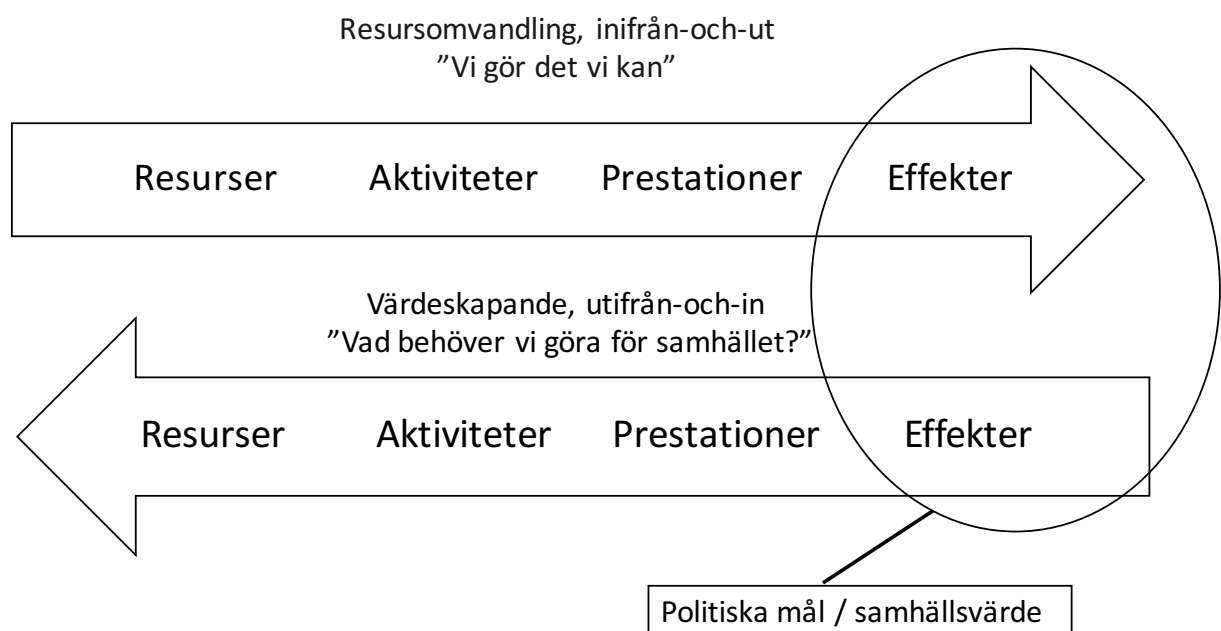 Resursomvandling, inifrån-och-ut
”Vi gör det vi kan”
Resurser Aktiviteter Prestationer Effekter
Värdeskapande, utifrån-och-in
”Vad behöver vi göra för samhället?”
Resurser Aktiviteter Prestationer Effekter
Politiska mål / samhällsvärde